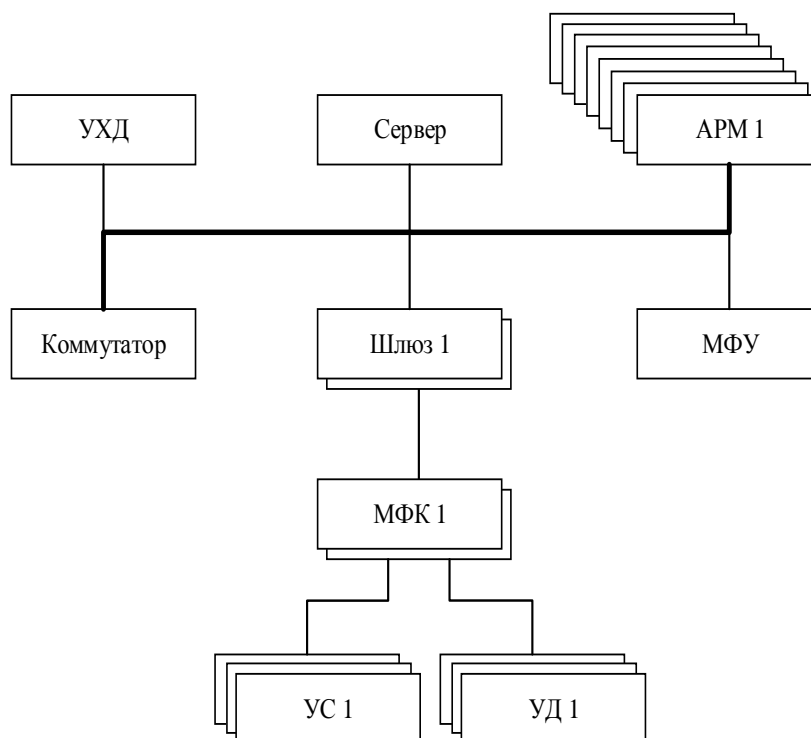 УХД
Сервер
АРМ 1
Коммутатор
Шлюз 1
МФУ
МФК 1
УС 1
УД 1